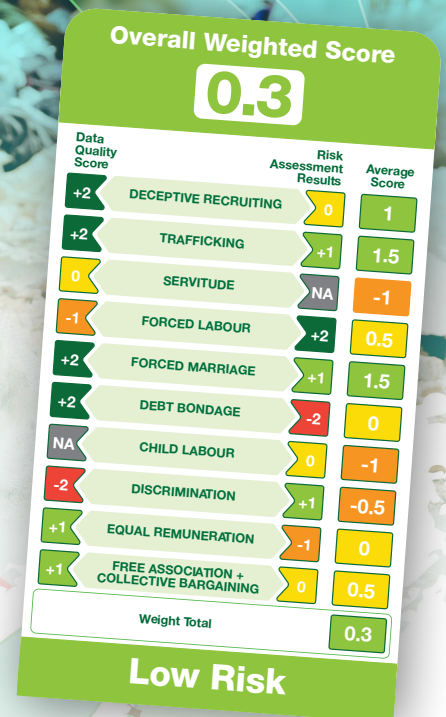 Overall Weighted Score
0.3
Data
Quality
Score
Risk
Assessment
Results
Average
Score
+2 DECEPTIVE RECRUITING 0 1
+2 TRAFFICKING +1 1.5
0 SERVITUDE NA -1
-1 FORCED LABOUR +2 0.5
+2 FORCED MARRIAGE +1 1.5
+2 DEBT BONDAGE -2 0
NA CHILD LABOUR 0 -1
-2 DISCRIMINATION +1 -0.5
+1 EQUAL REMUNERATION -1 0
+1 FREE ASSOCIATION +
COLLECTIVE BARGAINING 0 0.5
Weight Total 0.3
Low Risk